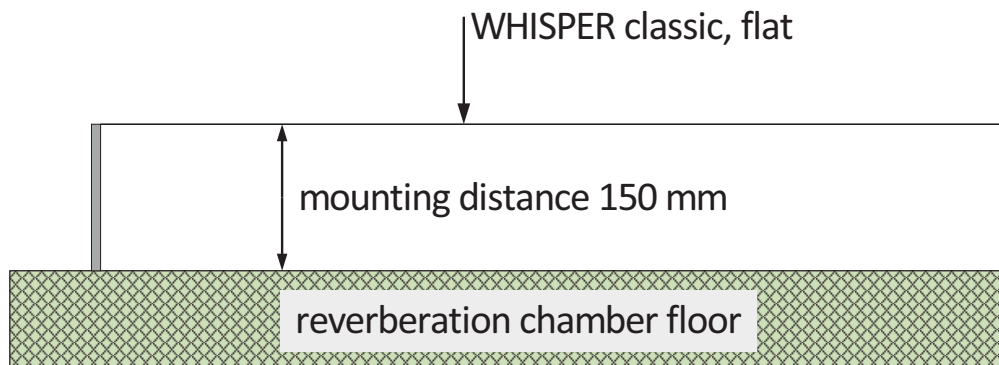 WHISPER classic, flat
mounting distance 150 mm
reverberation chamber floor